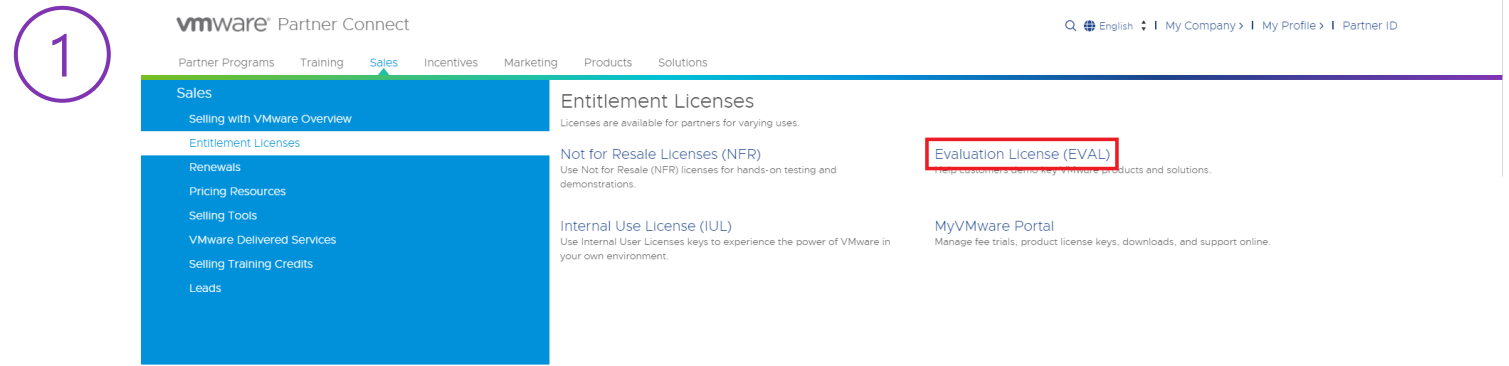 1
vmware® Partner Connect
English | My Company > | My Profile > | Partner ID
Partner Programs Training Sales Incentives Marketing Products Solutions
Sales
Selling with VMware Overview
Entitlement Licenses
Renewals
Pricing Resources
Selling Tools
VMware Delivered Services
Selling Training Credits
Leads
Entitlement Licenses
Licenses are available for partners for varying uses.
Not for Resale Licenses (NFR)
Use Not for Resale (NFR) licenses for hands-on testing and
demonstrations.
Evaluation License (EVAL)
Help customers demo key VMware products and solutions.
Internal Use License (IUL)
Use Internal User Licenses keys to experience the power of VMware in
your own environment.
MyVMware Portal
Manage fee trials, product license keys, downloads, and support online.